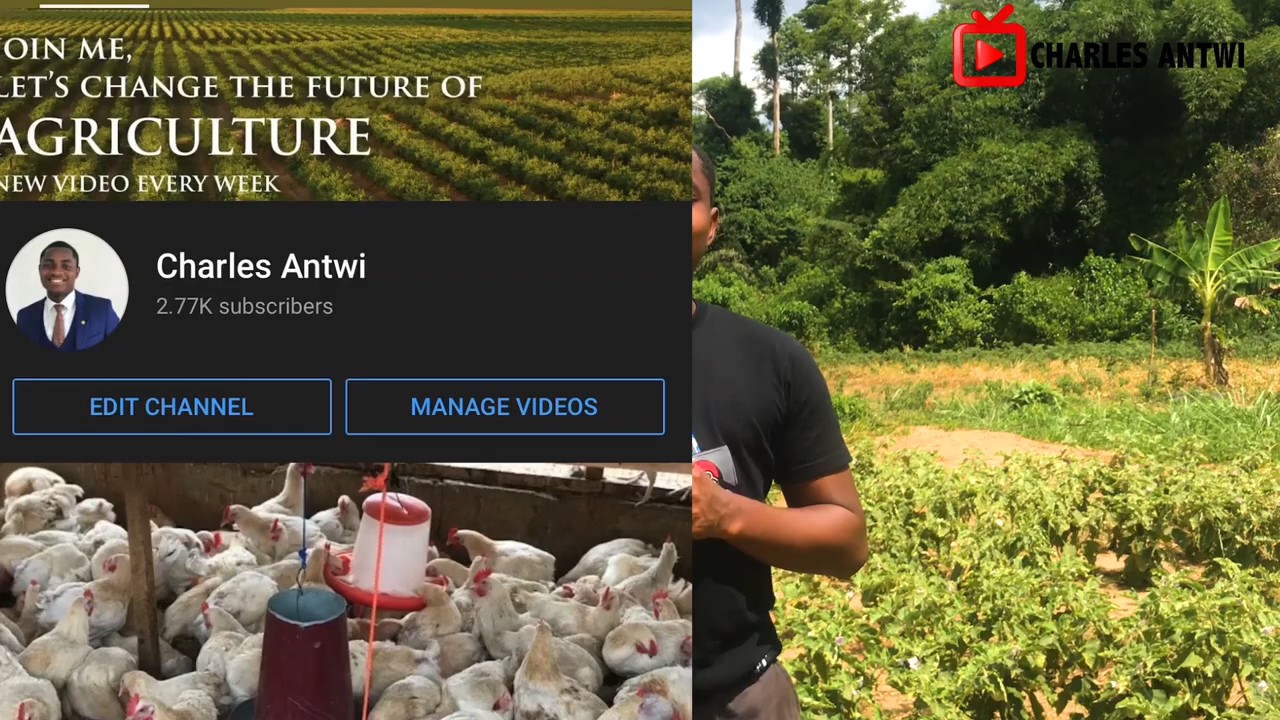 JOIN ME,
LET'S CHANGE THE FUTURE OF
AGRICULTURE
NEW VIDEO EVERY WEEK
Charles Antwi
2.77K subscribers
EDIT CHANNEL
MANAGE VIDEOS
CHARLES ANTWI